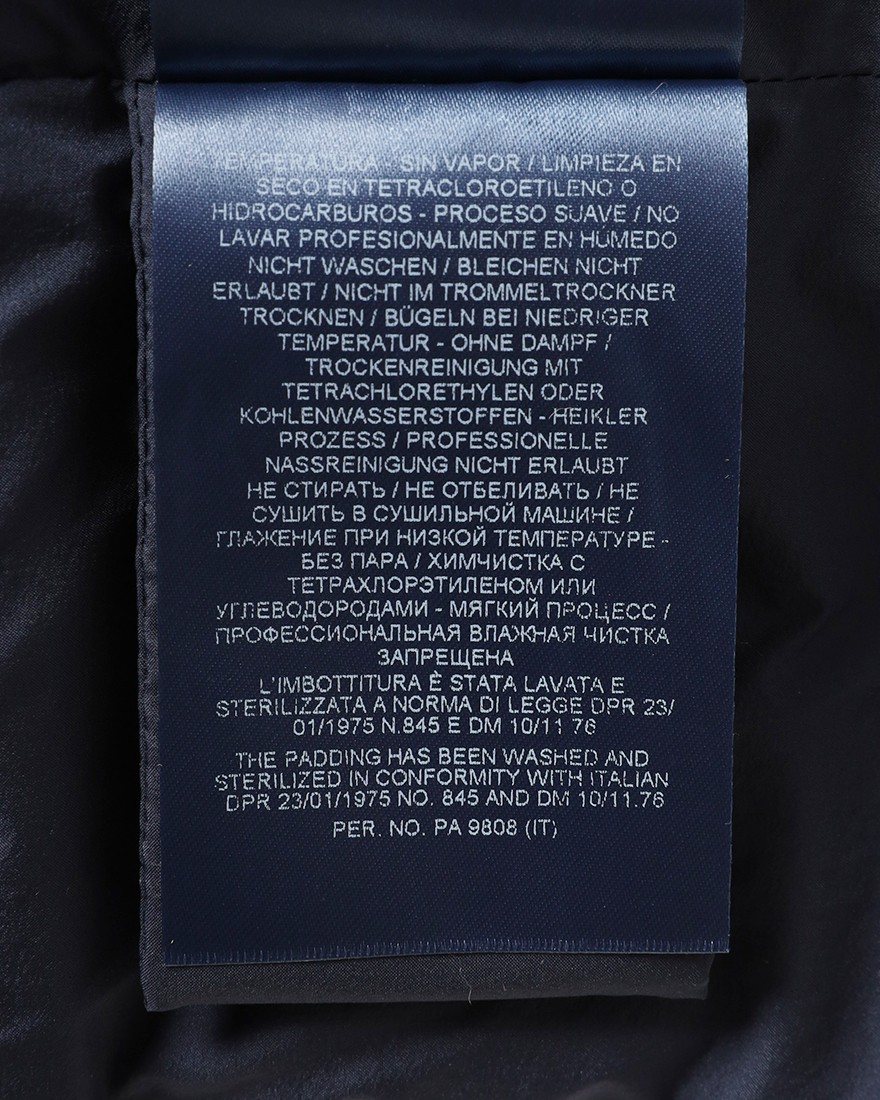 TEMPERATURA - SIN VAPOR / LIMPIEZA EN
SECO EN TETRACLOROETILENO O
HIDROCARBUROS - PROCESO SUAVE / NO
LAVAR PROFESIONALMENTE EN HÚMEDO
NICHT WASCHEN / BLEICHEN NICHT
ERLAUBT / NICHT IM TROMMELTROCKNER
TROCKNEN / BÜGELN BEI NIEDRIGER
TEMPERATUR - OHNE DAMPF /
TROCKENREINIGUNG MIT
TETRACHLORETHYLEN ODER
KOHLENWASSERSTOFFEN - HEIKLER
PROZESS / PROFESSIONELLE
NASSREINIGUNG NICHT ERLAUBT
НЕ СТИРАТЬ / НЕ ОТБЕЛИВАТЬ / НЕ
СУШИТЬ В СУШИЛЬНОЙ МАШИНЕ /
ГЛАЖЕНИЕ ПРИ НИЗКОЙ ТЕМПЕРАТУРЕ -
БЕЗ ПАРА / ХИМЧИСТКА С
ТЕТРАХЛОРЭТИЛЕНОМ ИЛИ
УГЛЕВОДОРОДАМИ - МЯГКИЙ ПРОЦЕСС /
ПРОФЕССИОНАЛЬНАЯ ВЛАЖНАЯ ЧИСТКА
ЗАПРЕЩЕНА
L'IMBOTTITURA È STATA LAVATA E
STERILIZZATA A NORMA DI LEGGE DPR 23/
01/1975 N.845 E DM 10/11 76
THE PADDING HAS BEEN WASHED AND
STERILIZED IN CONFORMITY WITH ITALIAN
DPR 23/01/1975 NO. 845 AND DM 10/11.76
PER. NO. PA 9808 (IT)